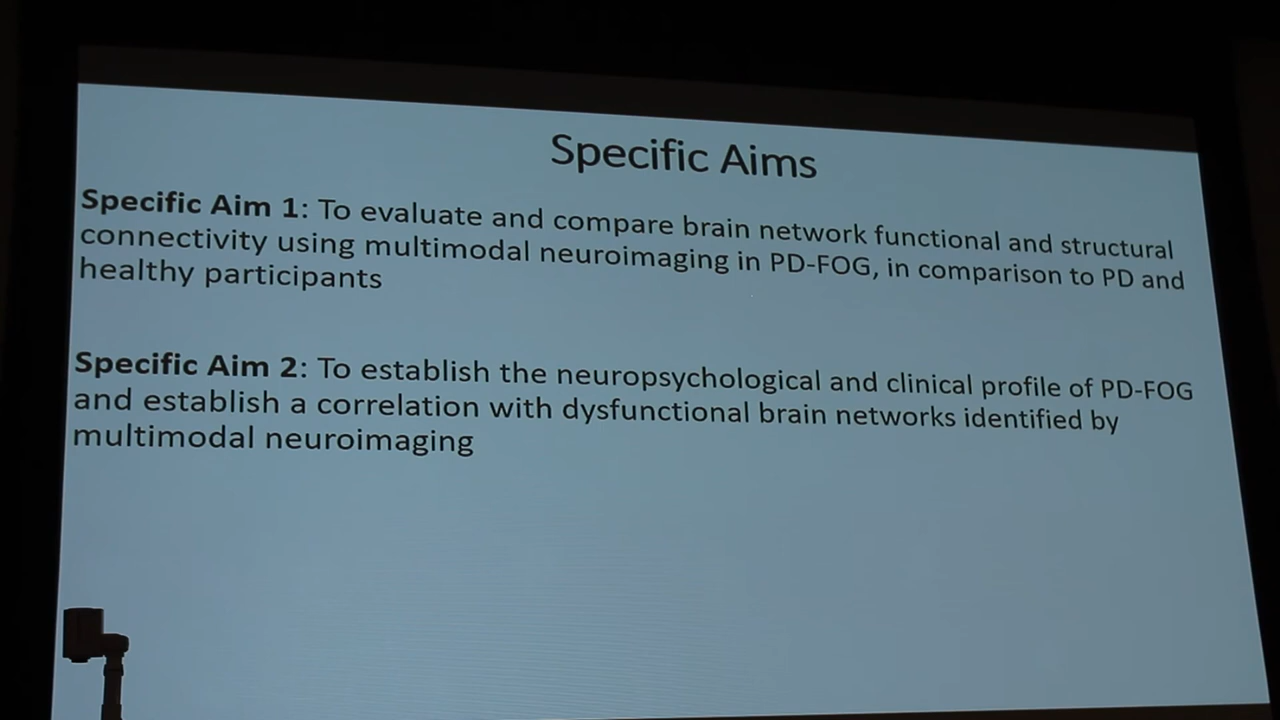 Specific Aims
Specific Aim 1: To evaluate and compare brain network functional and structural
connectivity using multimodal neuroimaging in PD-FOG, in comparison to PD and
healthy participants
Specific Aim 2: To establish the neuropsychological and clinical profile of PD-FOG
and establish a correlation with dysfunctional brain networks identified by
multimodal neuroimaging